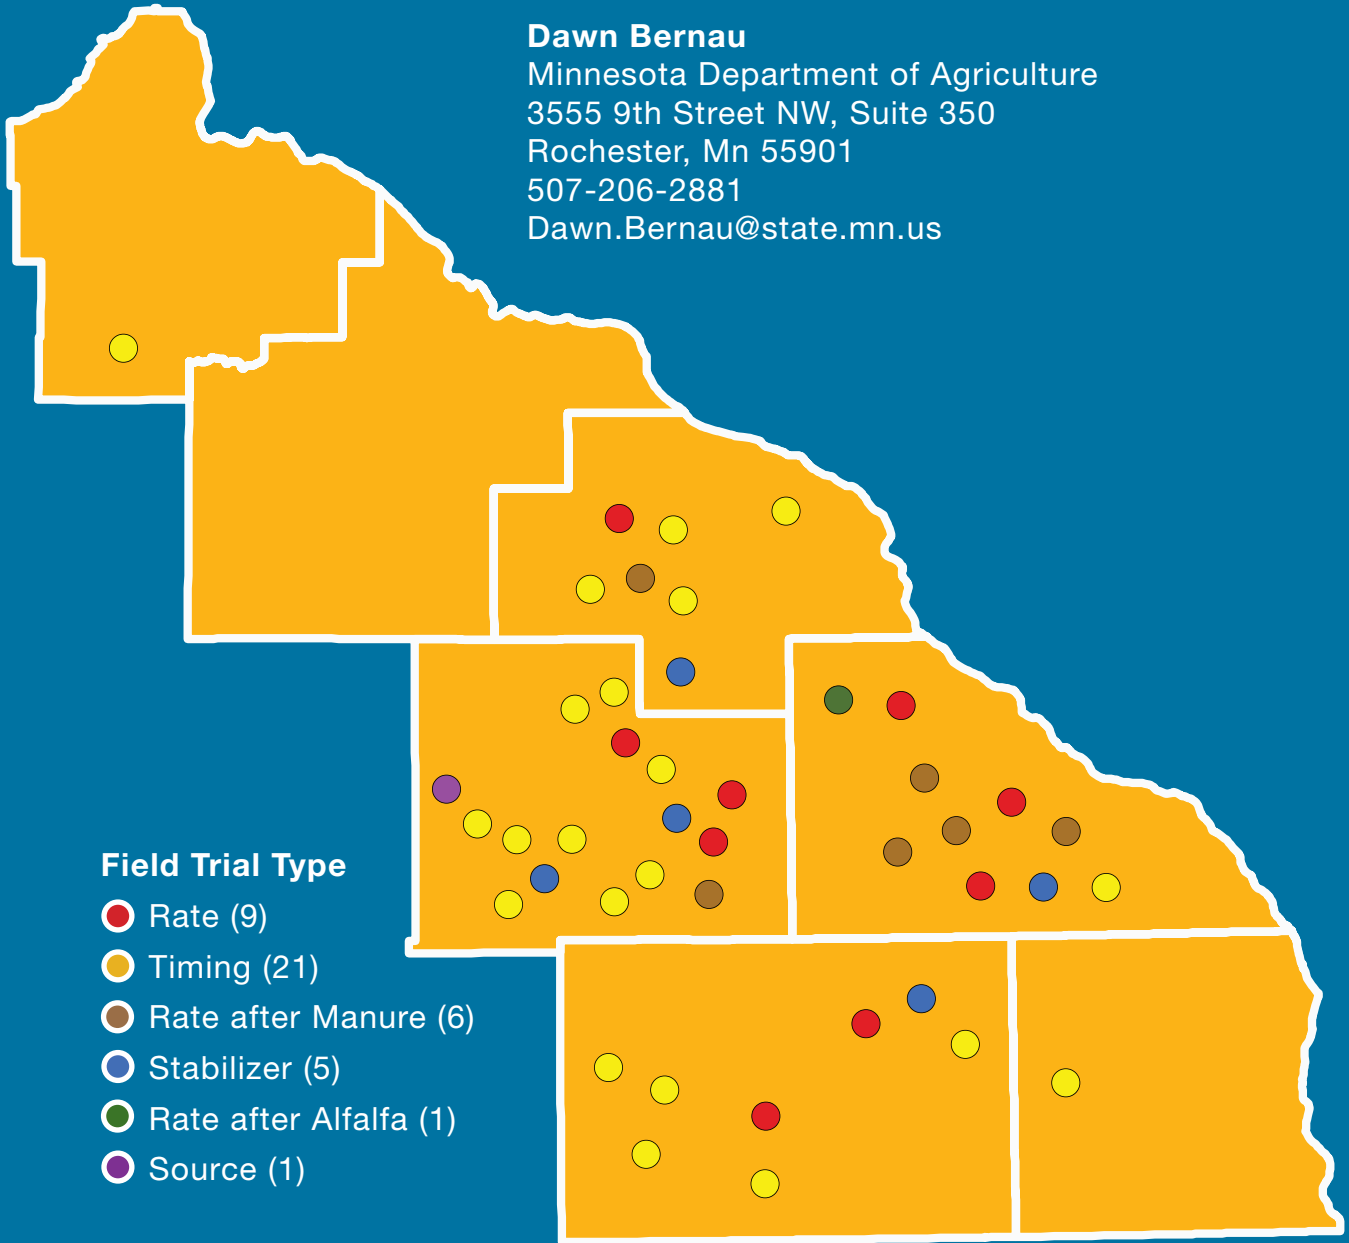 Dawn Bernau
Minnesota Department of Agriculture
3555 9th Street NW, Suite 350
Rochester, Mn 55901
507-206-2881
Dawn.Bernau@state.mn.us
Field Trial Type
Rate (9)
Timing (21)
Rate after Manure (6)
Stabilizer (5)
Rate after Alfalfa (1)
Source (1)